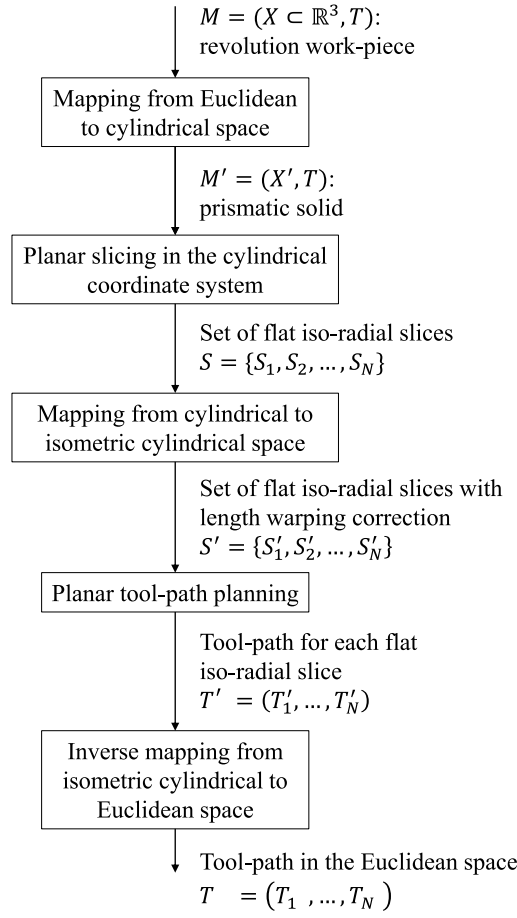 M = (X ⊂ ℝ³, T):
revolution work-piece
Mapping from Euclidean
to cylindrical space
M′ = (X′, T):
prismatic solid
Planar slicing in the cylindrical
coordinate system
Set of flat iso-radial slices
S = {S₁, S₂, …, S_N}
Mapping from cylindrical to
isometric cylindrical space
Set of flat iso-radial slices with
length warping correction
S′ = {S′₁, S′₂, …, S′_N}
Planar tool-path planning
Tool-path for each flat
iso-radial slice
T′ = (T′₁, …, T′_N)
Inverse mapping from
isometric cylindrical to
Euclidean space
Tool-path in the Euclidean space
T = (T₁ , …, T_N )